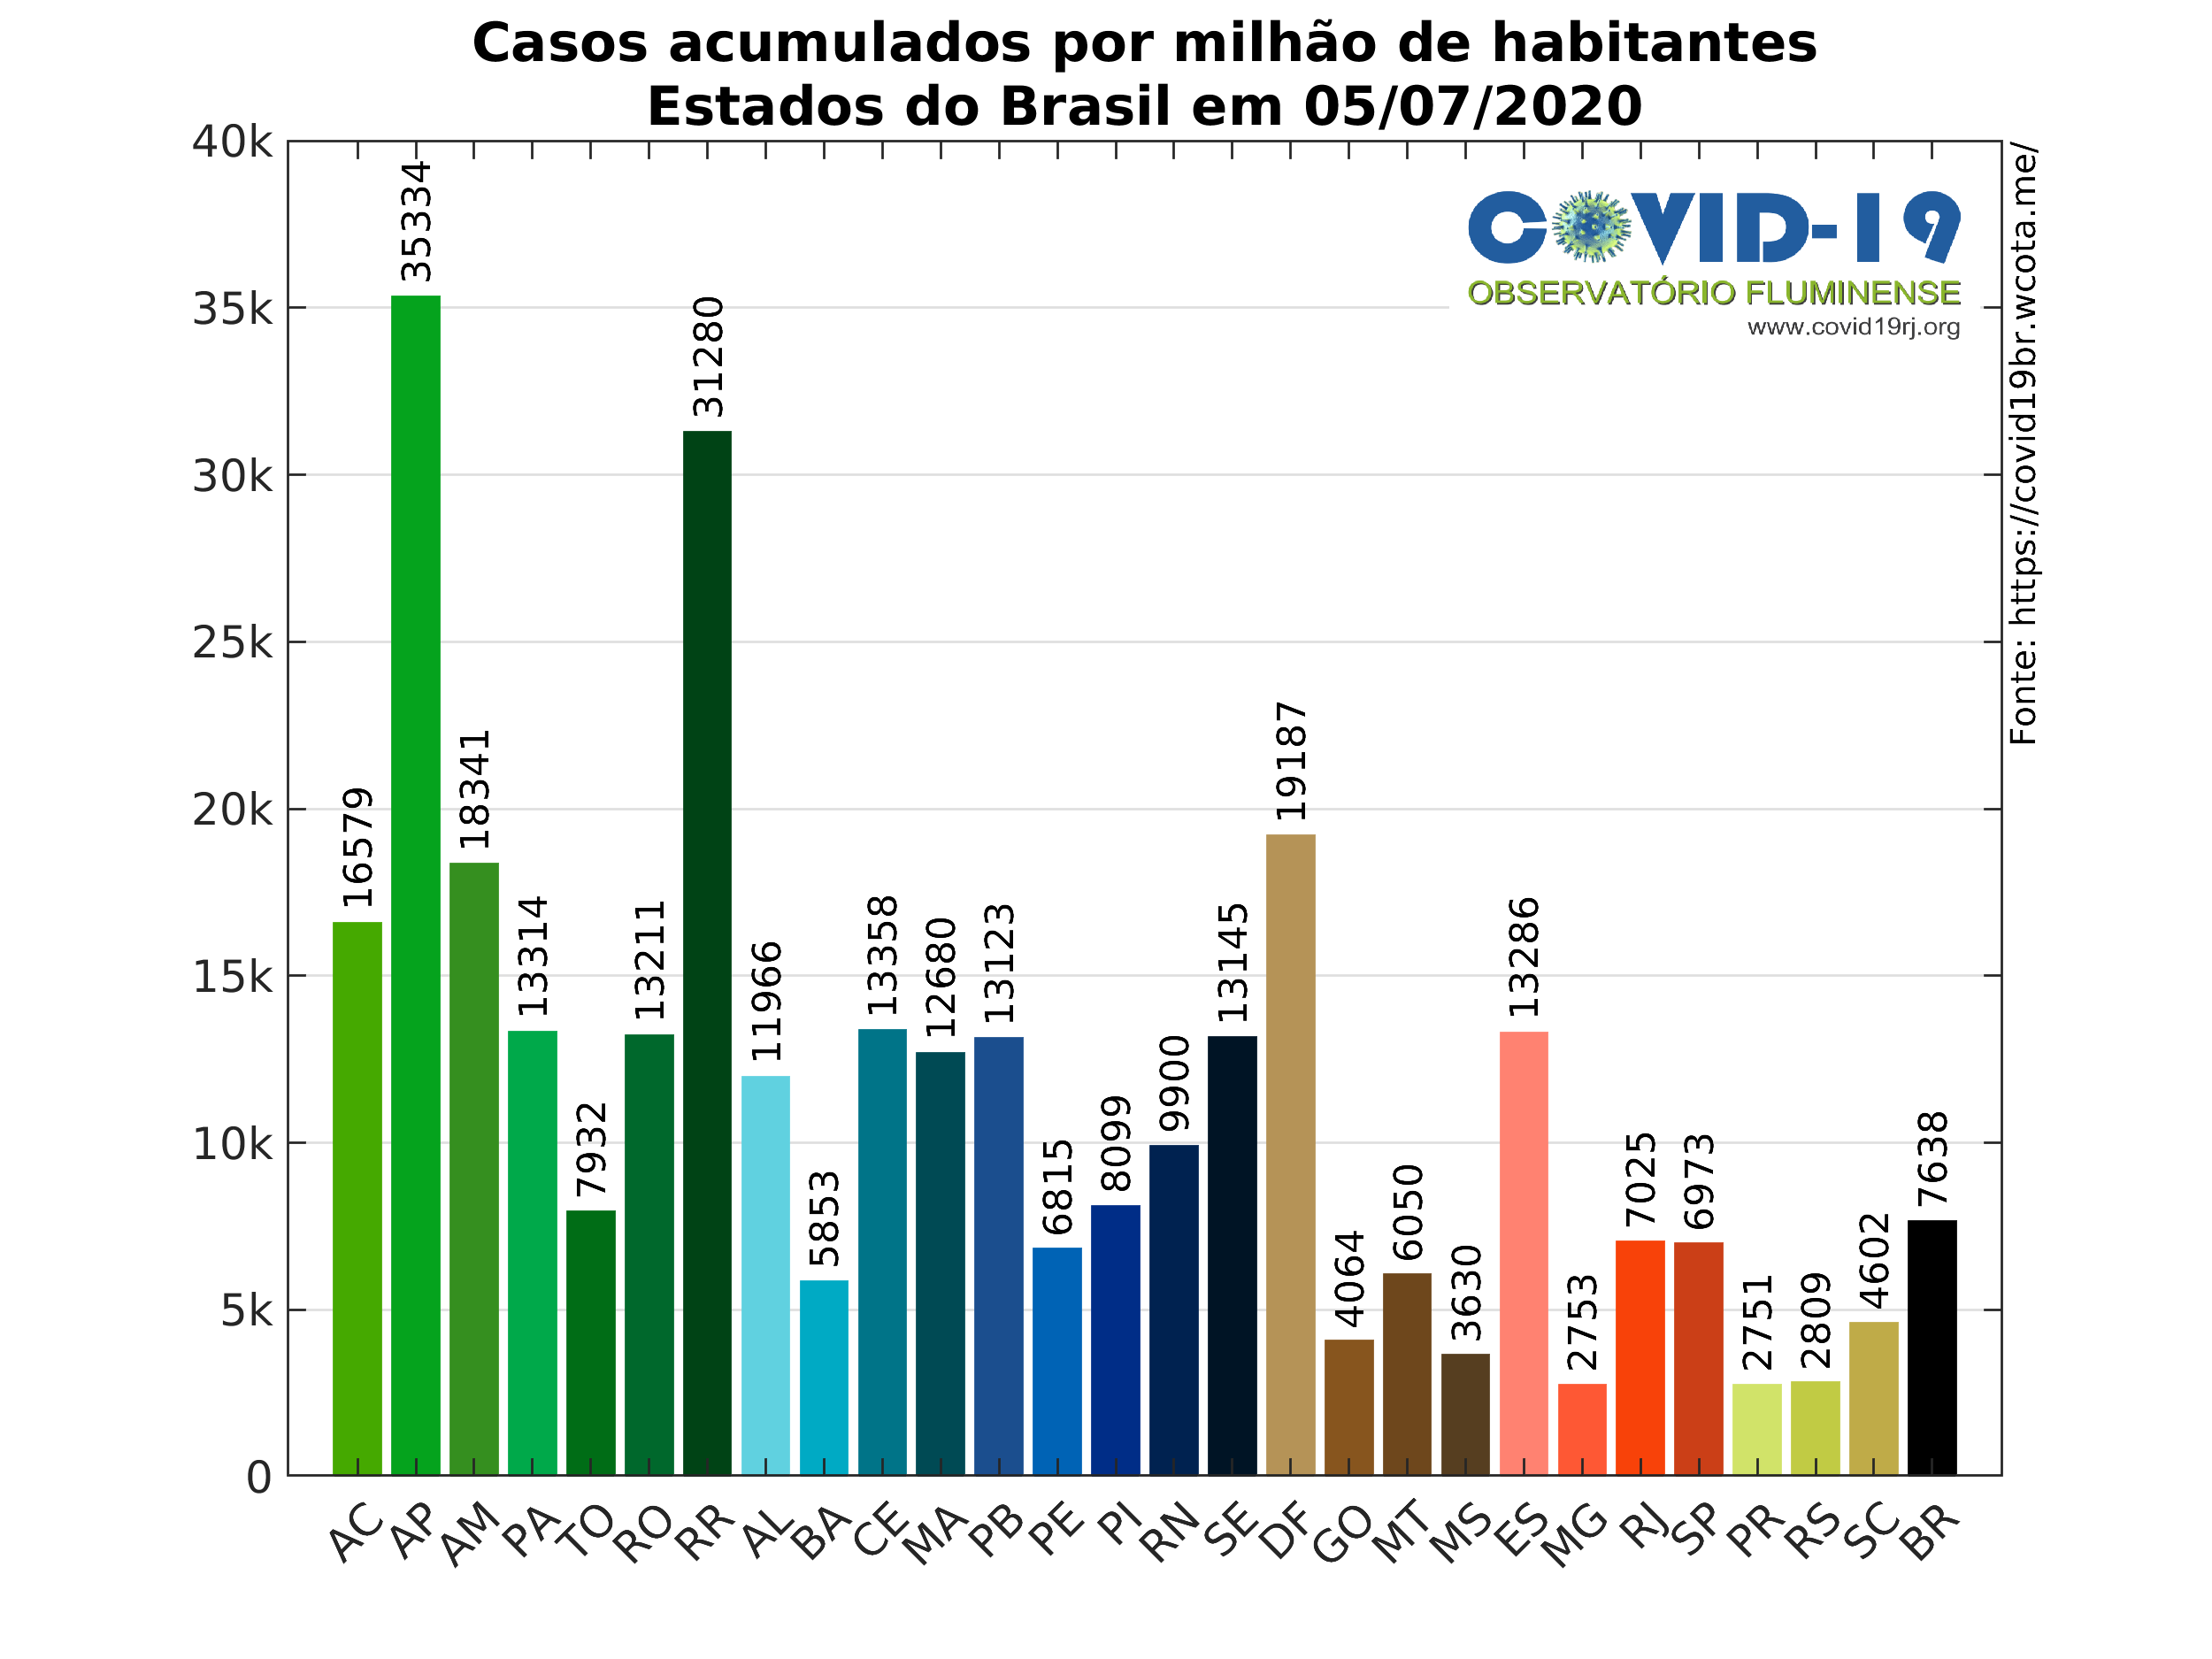 Casos acumulados por milhão de habitantes
Estados do Brasil em 05/07/2020
40k
35k
30k
25k
20k
15k
10k
5k
0
16579
35334
18341
13314
7932
13211
31280
11966
5853
13358
12680
13123
6815
8099
9900
13145
19187
4064
6050
3630
13286
2753
7025
6973
2751
2809
4602
7638
AC
AP
AM
PA
TO
RO
RR
AL
BA
CE
MA
PB
PE
PI
RN
SE
DF
GO
MT
MS
ES
MG
RJ
SP
PR
RS
SC
BR
COVID-19
OBSERVATÓRIO FLUMINENSE
www.covid19rj.org
Fonte: https://covid19br.wcota.me/